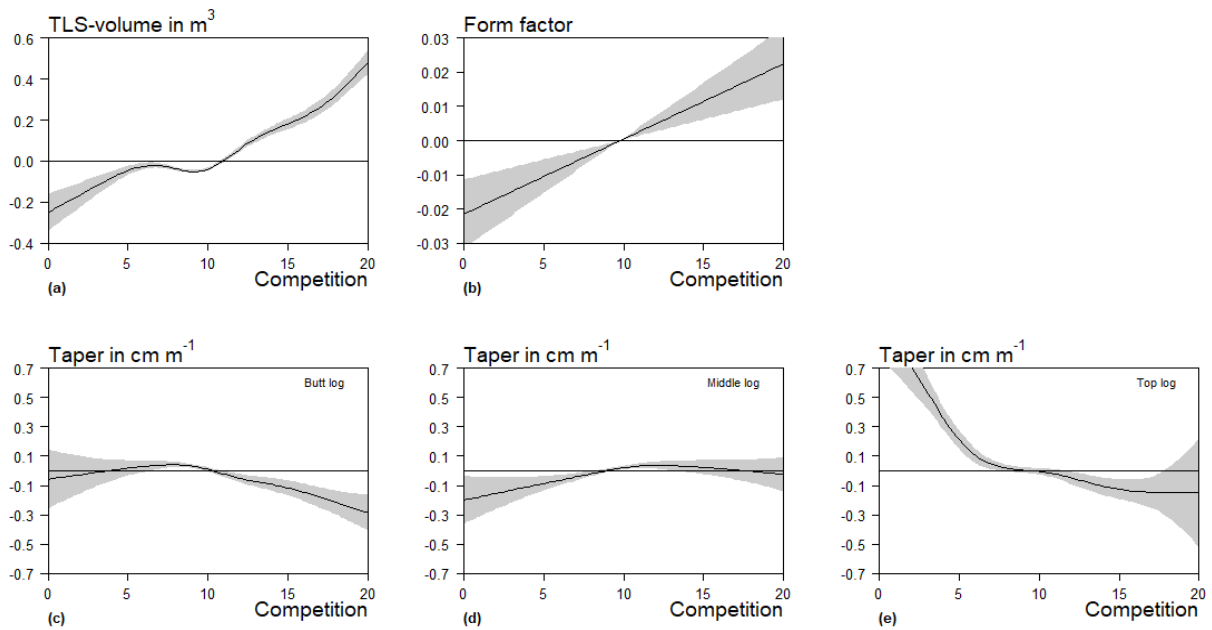 TLS-volume in m³
0.6
0.4
0.2
0.0
-0.2
-0.4
0 5 10 15 20
Competition
(a)
Form factor
0.03
0.02
0.01
0.00
-0.01
-0.02
-0.03
0 5 10 15 20
Competition
(b)
Taper in cm m⁻¹
Butt log
0.7
0.5
0.3
0.1
-0.1
-0.3
-0.5
-0.7
0 5 10 15 20
Competition
(c)
Taper in cm m⁻¹
Middle log
0.7
0.5
0.3
0.1
-0.1
-0.3
-0.5
-0.7
0 5 10 15 20
Competition
(d)
Taper in cm m⁻¹
Top log
0.7
0.5
0.3
0.1
-0.1
-0.3
-0.5
-0.7
0 5 10 15 20
Competition
(e)